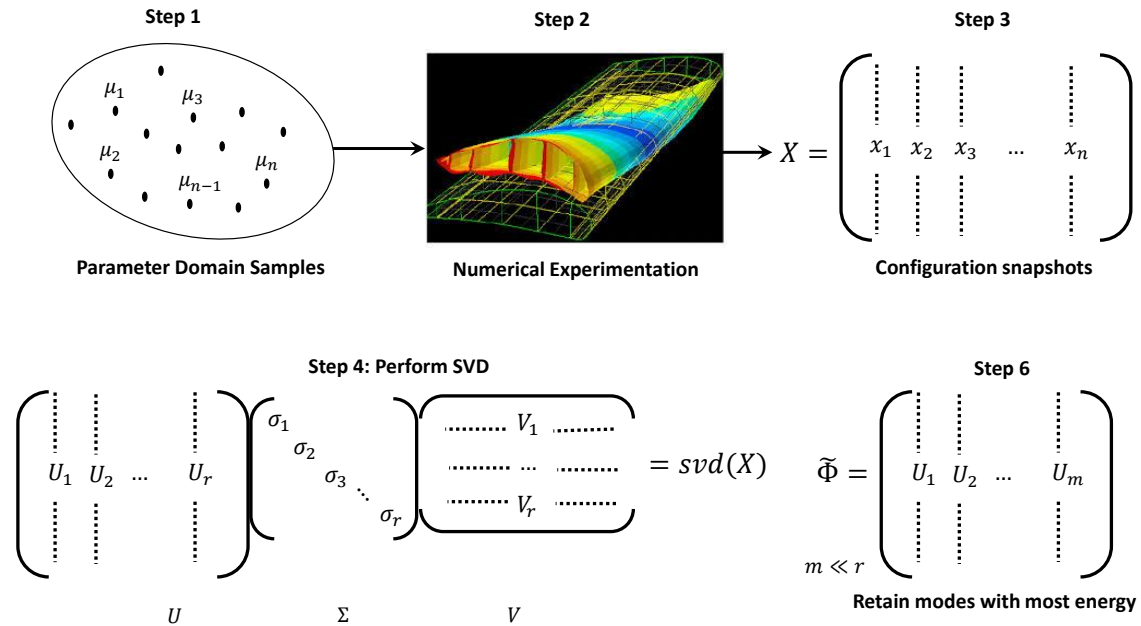 Step 1
Step 2
Step 3
μ₁
μ₃
μ₂
μₙ
μₙ₋₁
X = x₁ x₂ x₃ ... xₙ
Parameter Domain Samples
Numerical Experimentation
Configuration snapshots
Step 4: Perform SVD
Step 6
U₁ U₂ ... Uᵣ
σ₁
σ₂
σ₃
⋱
σᵣ
V₁
...
Vᵣ
= svd(X)
Φ̃ = U₁ U₂ ... Uₘ
m ≪ r
Retain modes with most energy
U Σ V